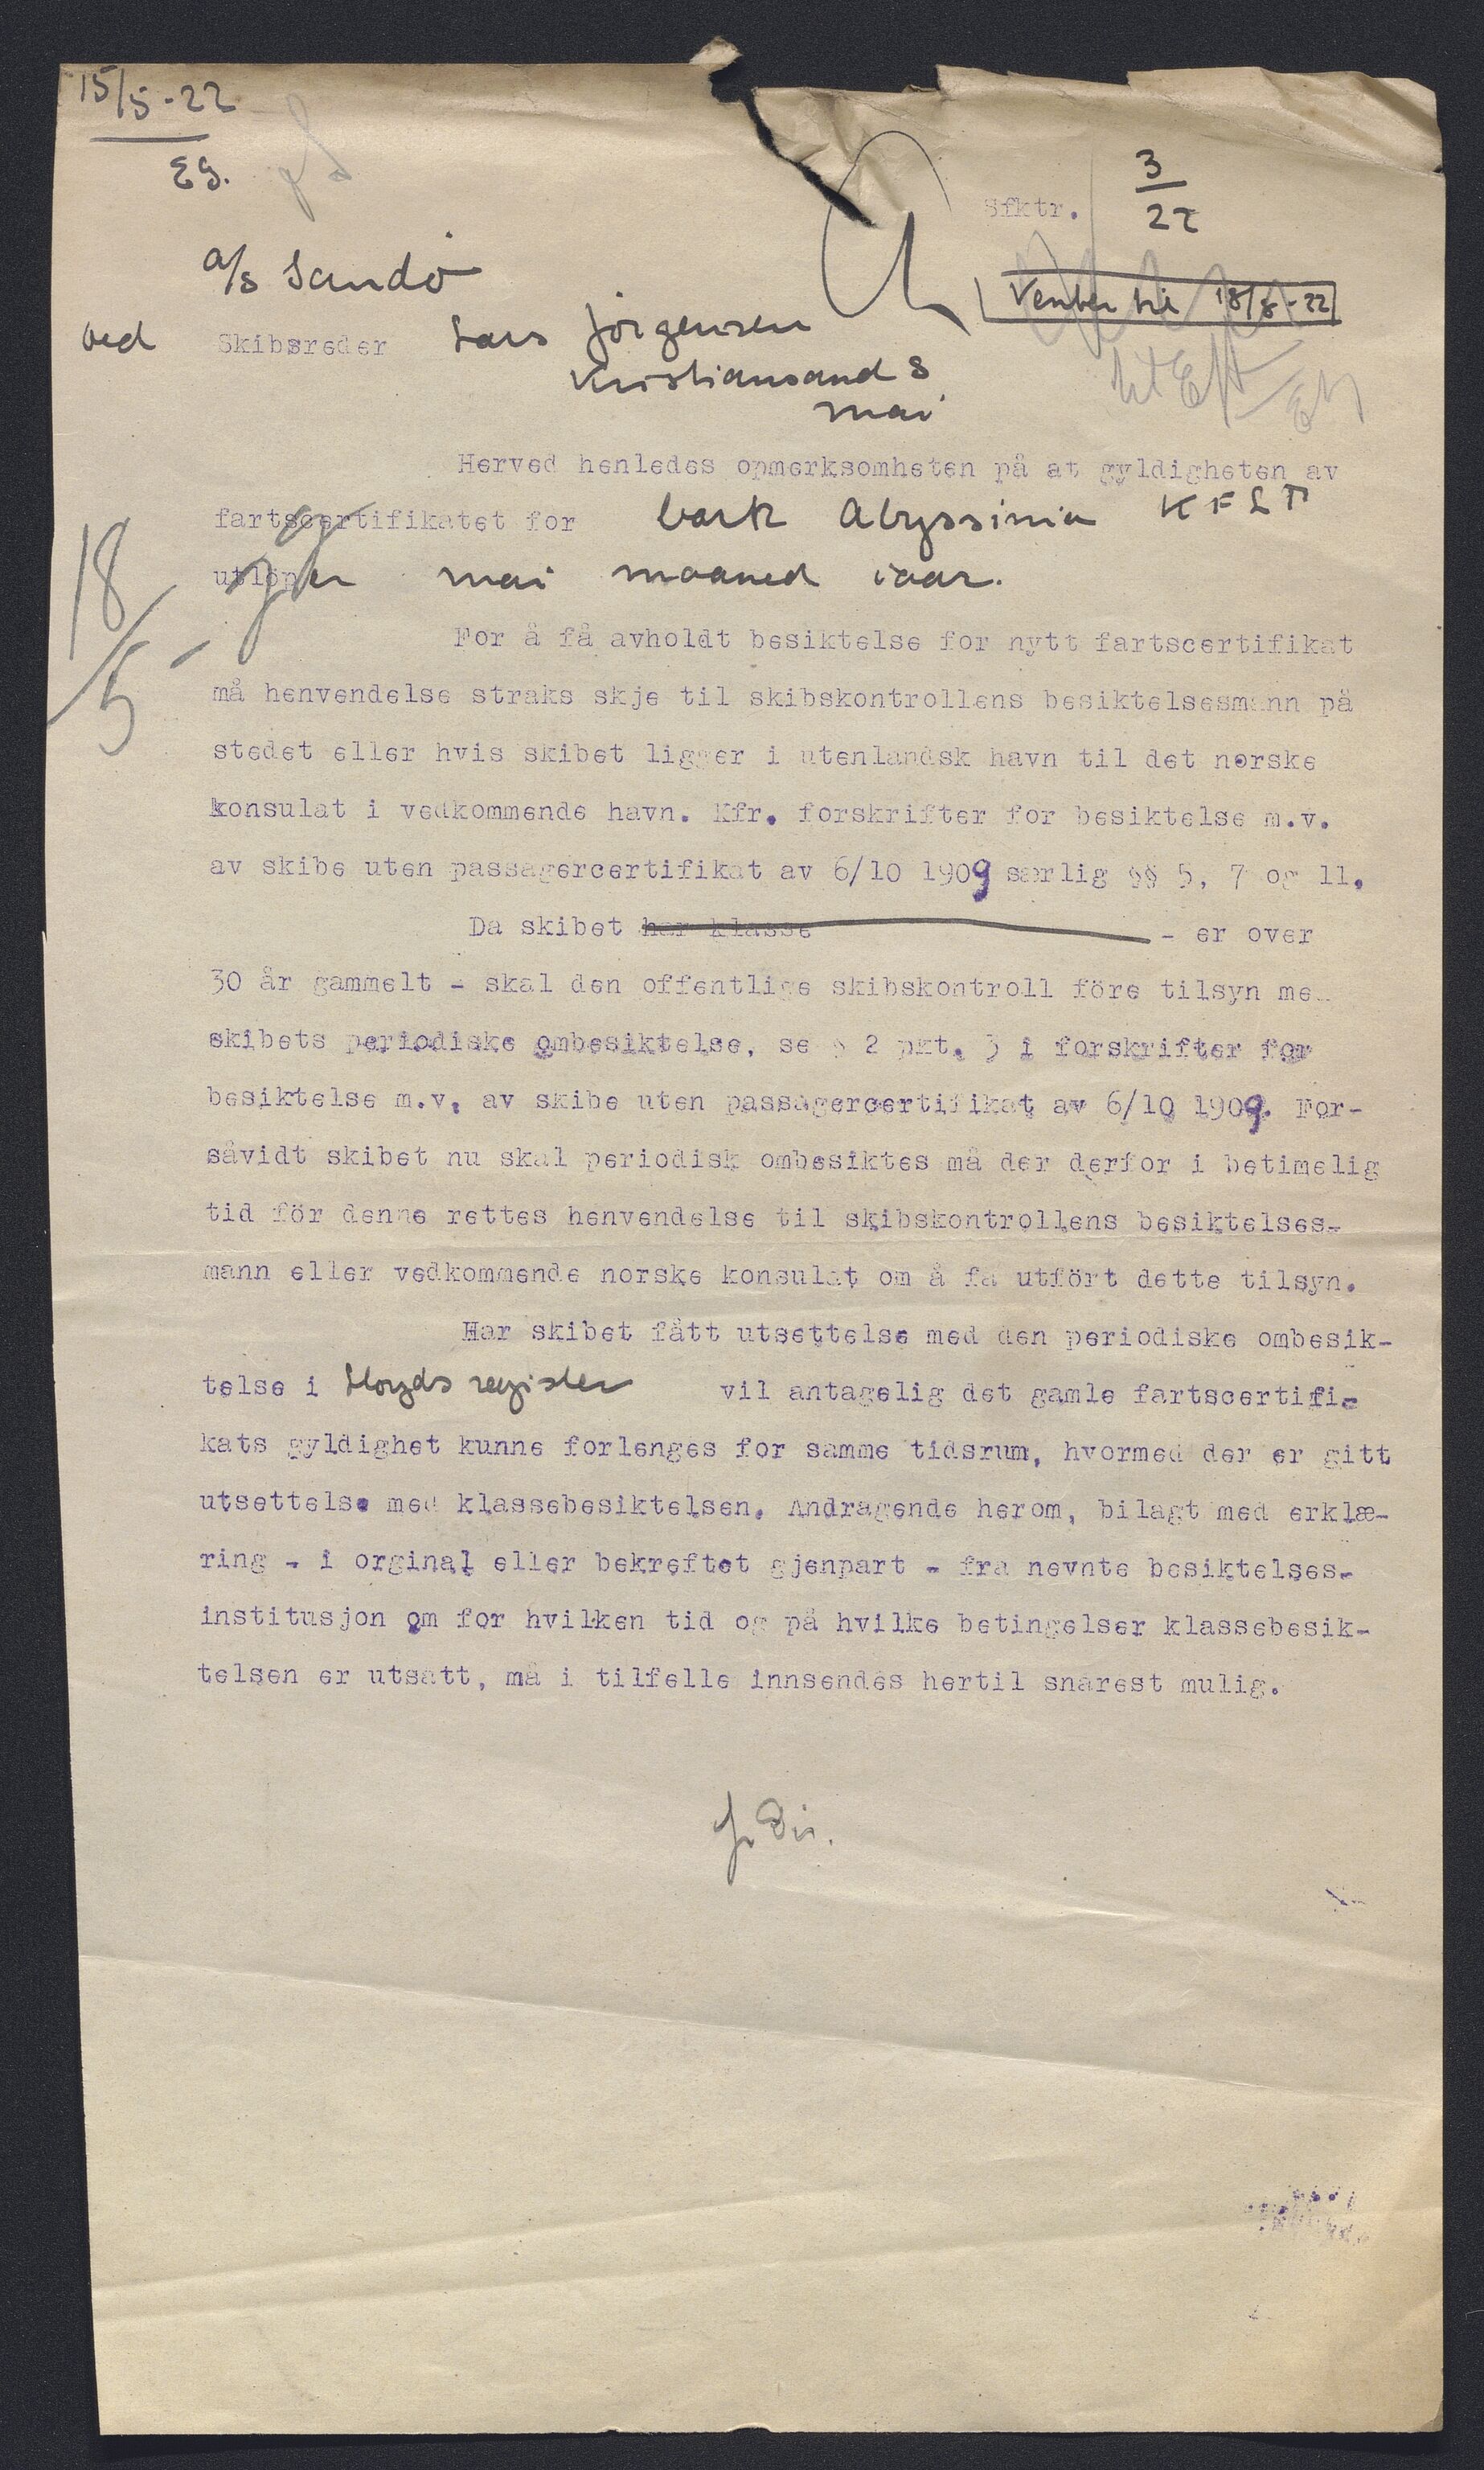 15/5-22
Eg.
Sfktr. 3/22
a/s Sandö
Venter til 18/8-22
ved Skibsreder Lars Jörgensen
Kristiansand S
mai
Herved henledes opmerksomheten på at gyldigheten av
fartscertifikatet for bark Abyssinia KFLP
utlöper mai maaned iaar.
18/5-
For å få avholdt besiktelse for nytt fartscertifikat
må henvendelse straks skje til skibskontrollens besiktelsesmann på
stedet eller hvis skibet ligger i utenlandsk havn til det norske
konsulat i vedkommende havn. Kfr. forskrifter for besiktelse m.v.
av skibe uten passagercertifikat av 6/10 1909 særlig §§ 5, 7 og 11.
Da skibet har klasse - er over
30 år gammelt - skal den offentlige skibskontroll före tilsyn med
skibets periodiske ombesiktelse, se § 2 pkt. 3 i forskrifter for
besiktelse m.v. av skibe uten passagercertifikat av 6/10 1909. For-
såvidt skibet nu skal periodisk ombesiktes må der derfor i betimelig
tid för denne rettes henvendelse til skibskontrollens besiktelses-
mann eller vedkommende norske konsulat om å få utfört dette tilsyn.
Har skibet fått utsettelse med den periodiske ombesik-
telse i Lloyds register vil antagelig det gamle fartscertifi-
kats gyldighet kunne forlenges for samme tidsrum, hvormed der er gitt
utsettelse med klassebesiktelsen. Andragende herom, bilagt med erklæ-
ring - i orginal eller bekreftet gjenpart - fra nevnte besiktelses-
institusjon om for hvilken tid og på hvilke betingelser klassebesik-
telsen er utsatt, må i tilfelle innsendes hertil snarest mulig.
f. Dir.